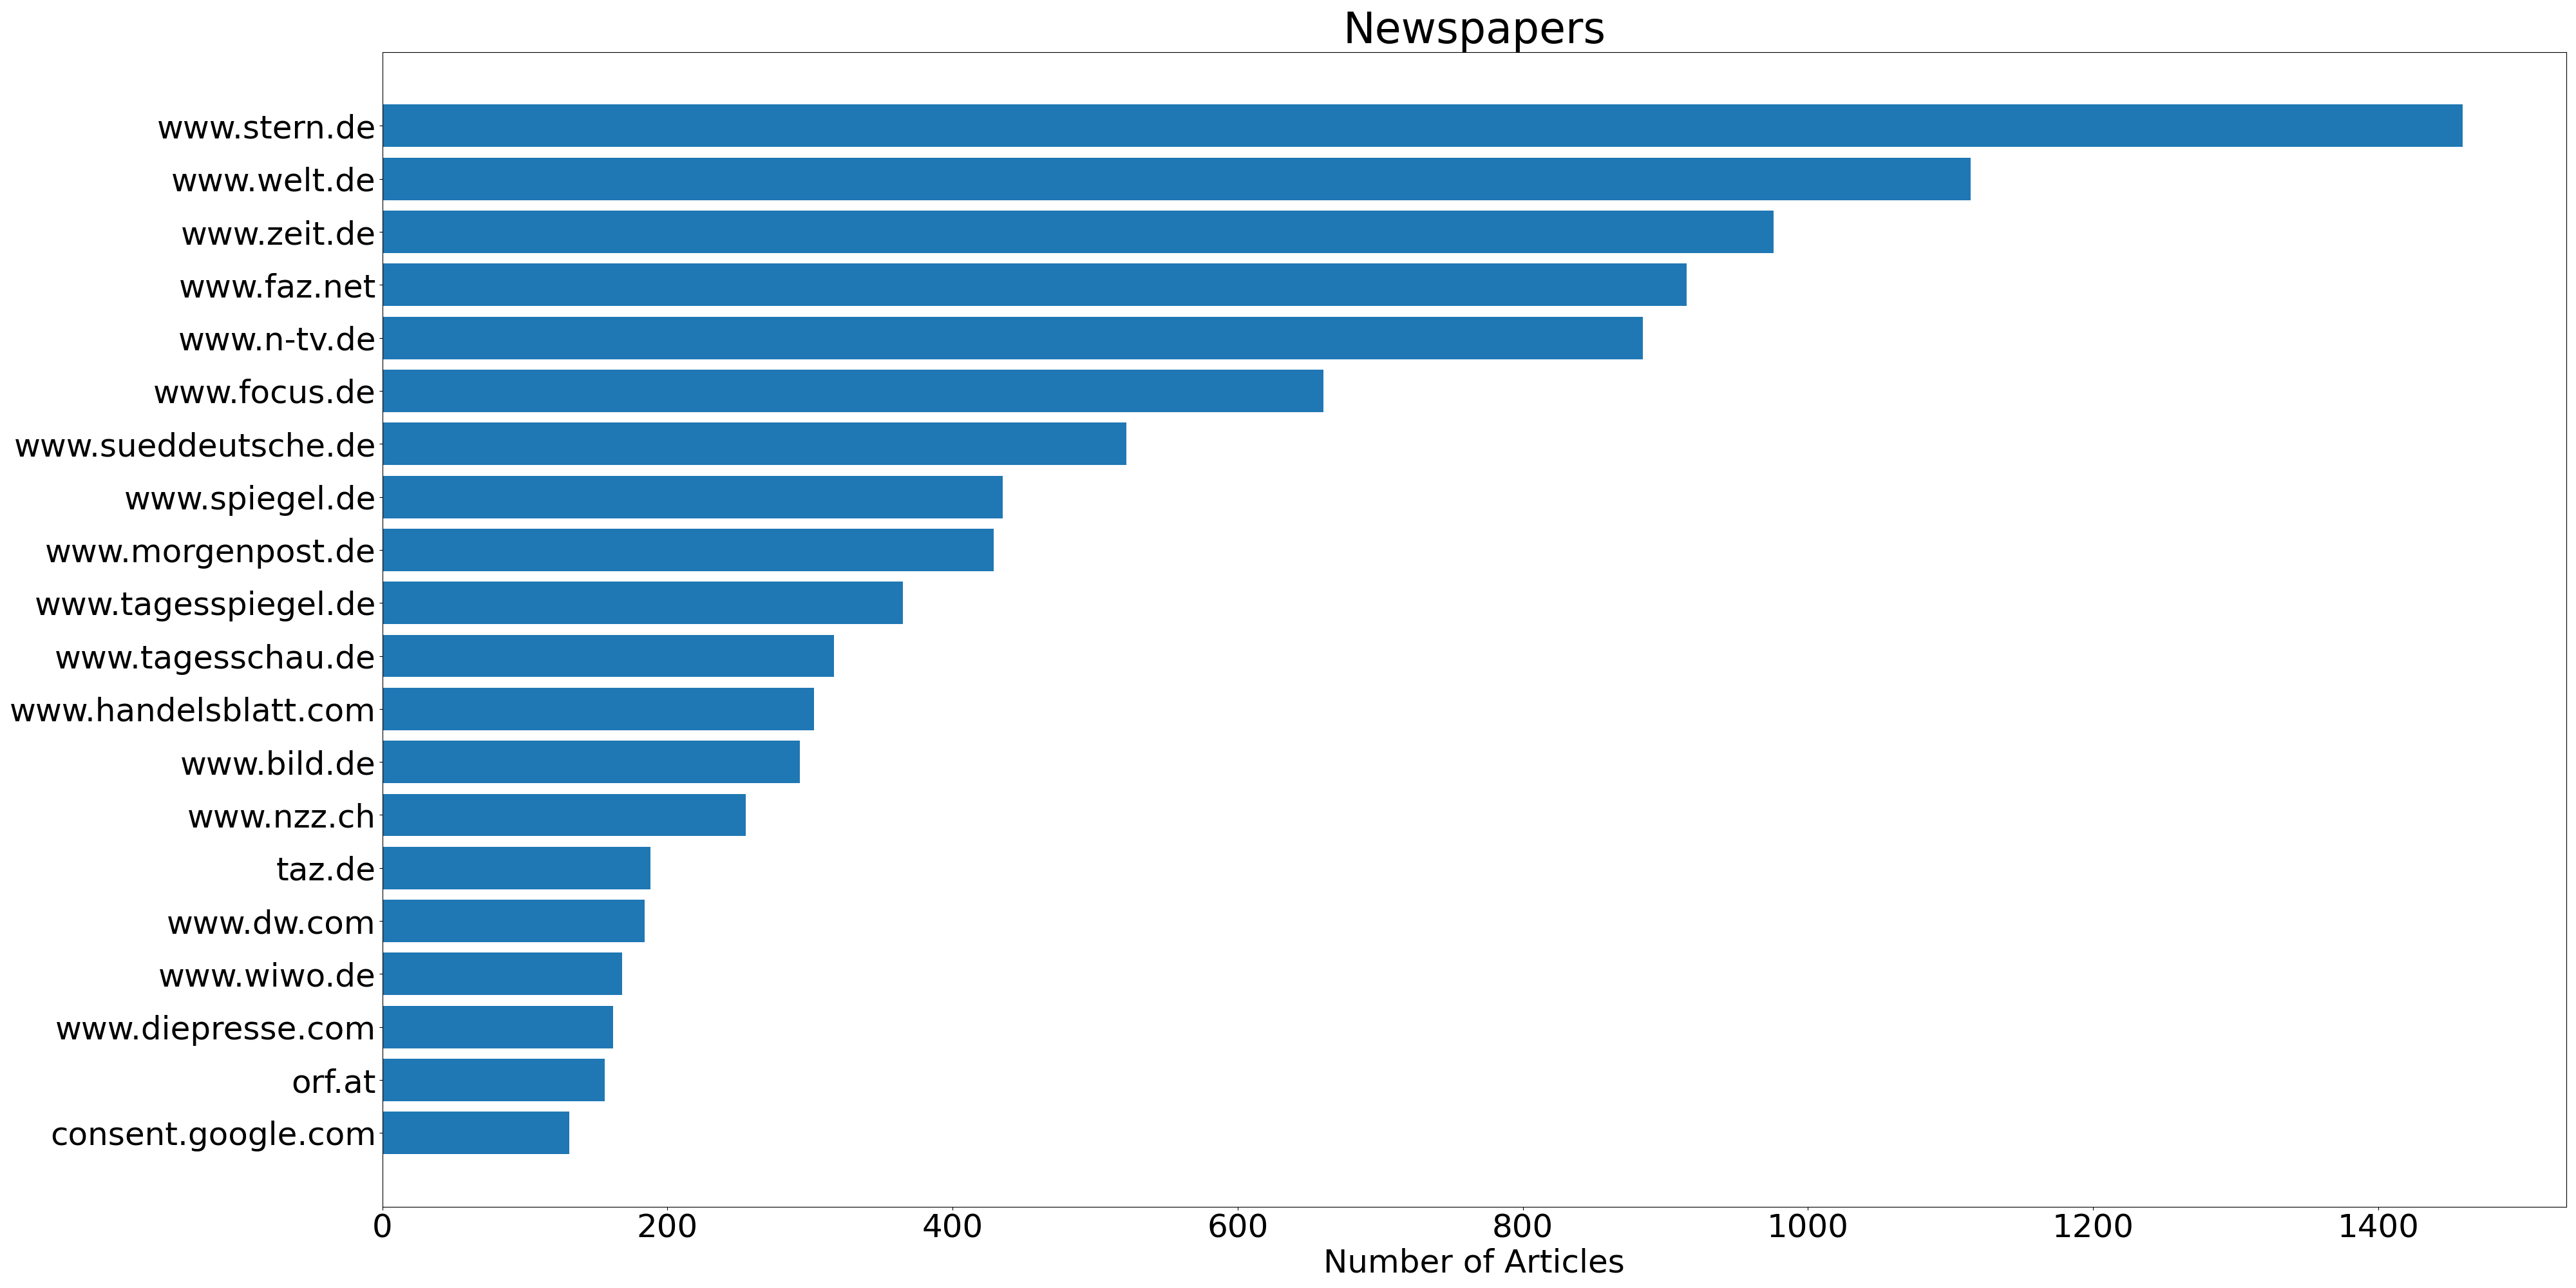 Newspapers
www.stern.de
www.welt.de
www.zeit.de
www.faz.net
www.n-tv.de
www.focus.de
www.sueddeutsche.de
www.spiegel.de
www.morgenpost.de
www.tagesspiegel.de
www.tagesschau.de
www.handelsblatt.com
www.bild.de
www.nzz.ch
taz.de
www.dw.com
www.wiwo.de
www.diepresse.com
orf.at
consent.google.com
0 200 400 600 800 1000 1200 1400
Number of Articles